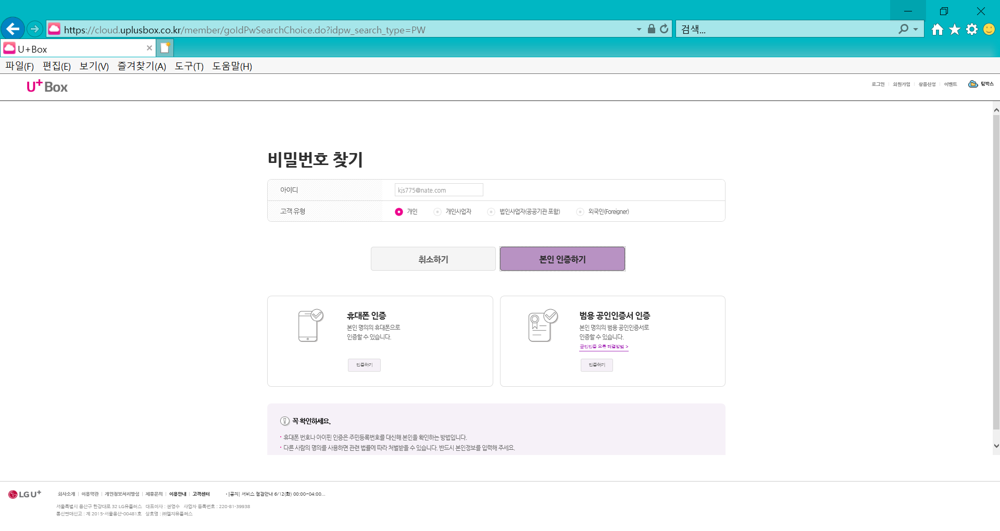 https://cloud.uplusbox.co.kr/member/goIdPwSearchChoice.do?idpw_search_type=PW
검색...
U+Box
파일(F) 편집(E) 보기(V) 즐겨찾기(A) 도구(T) 도움말(H)
U+ Box
로그인 회원가입 상품신청 이벤트 팀박스
비밀번호 찾기
아이디 kjs775@nate.com
고객 유형 개인 개인사업자 법인사업자(공공기관 포함) 외국인(Foreigner)
취소하기 본인 인증하기
휴대폰 인증
본인 명의의 휴대폰으로
인증할 수 있습니다.
인증하기
범용 공인인증서 인증
본인 명의의 범용 공인인증서로
인증할 수 있습니다.
공인인증 오류 해결방법 >
인증하기
꼭 확인하세요.
· 휴대폰 번호나 아이핀 인증은 주민등록번호를 대신해 본인을 확인하는 방법입니다.
· 다른 사람의 명의를 사용하면 관련 법률에 따라 처벌받을 수 있습니다. 반드시 본인정보를 입력해 주세요.
LG U+
회사소개 이용약관 개인정보처리방침 제휴문의 이용안내 고객센터 · [공지] 서비스 점검안내 6/12(화) 00:00~04:00...
서울특별시 용산구 한강대로 32 LG유플러스 대표이사 : 권영수 사업자 등록번호 : 220-81-39938
통신판매신고 : 제 2015-서울용산-00481호 상호명 : ㈜엘지유플러스